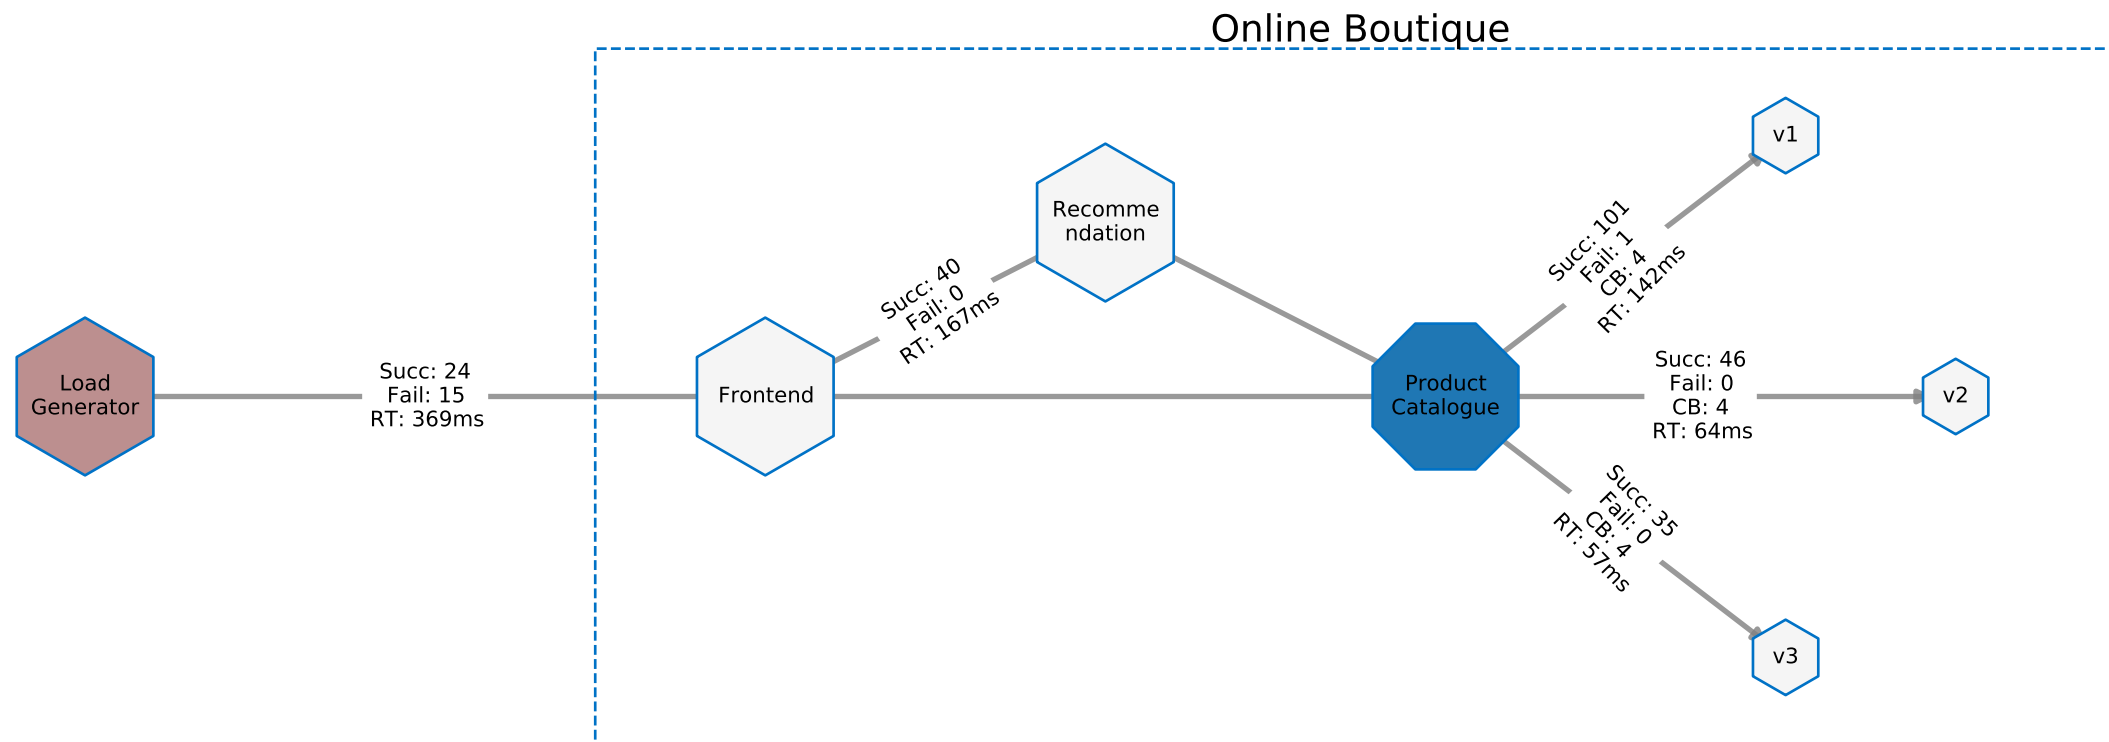 Online Boutique
Load
Generator
Succ: 24
Fail: 15
RT: 369ms
Frontend
Succ: 40
Fail: 0
RT: 167ms
Recomme
ndation
Product
Catalogue
Succ: 101
Fail: 1
CB: 4
RT: 142ms
v1
Succ: 46
Fail: 0
CB: 4
RT: 64ms
v2
Succ: 35
Fail: 0
CB: 4
RT: 57ms
v3